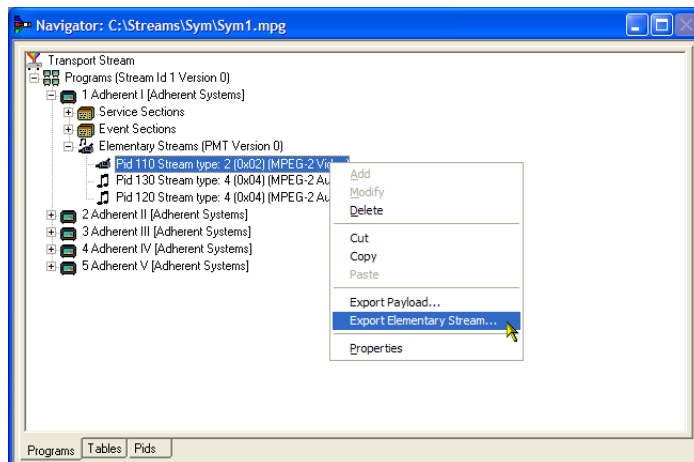 Navigator: C:\Streams\Sym\Sym1.mpg
Transport Stream
Programs (Stream Id 1 Version 0)
1 Adherent I [Adherent Systems]
Service Sections
Event Sections
Elementary Streams (PMT Version 0)
Pid 110 Stream type: 2 (0x02) (MPEG-2 Video)
Pid 130 Stream type: 4 (0x04) (MPEG-2 Au
Pid 120 Stream type: 4 (0x04) (MPEG-2 Au
2 Adherent II [Adherent Systems]
3 Adherent III [Adherent Systems]
4 Adherent IV [Adherent Systems]
5 Adherent V [Adherent Systems]
Add
Modify
Delete
Cut
Copy
Paste
Export Payload...
Export Elementary Stream...
Properties
Programs Tables Pids